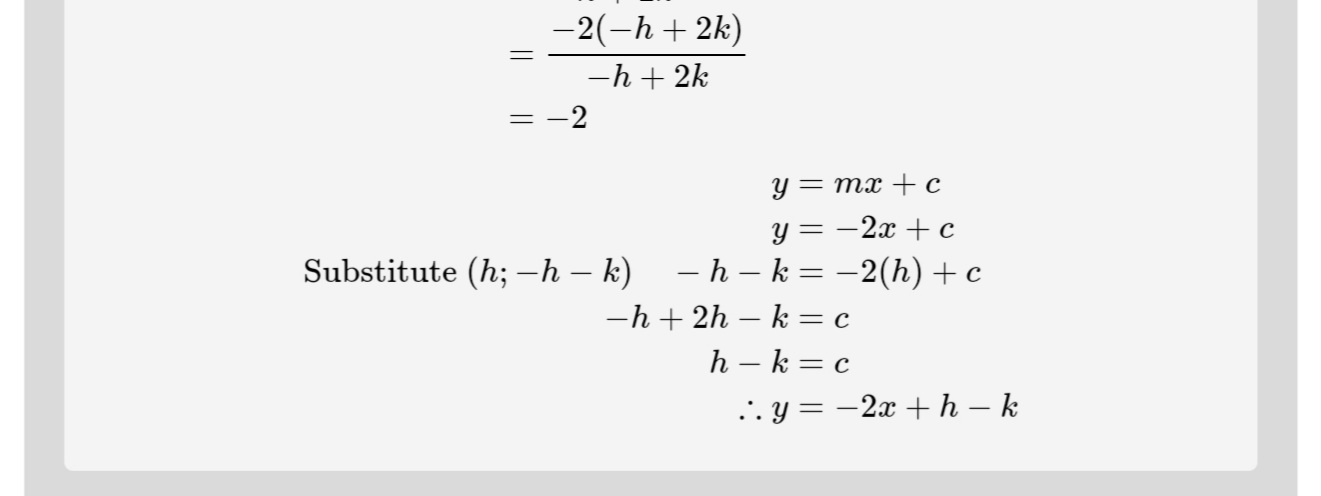 = −2(−h + 2k) / −h + 2k
= −2
y = mx + c
y = −2x + c
Substitute (h; −h − k) − h − k = −2(h) + c
−h + 2h − k = c
h − k = c
∴ y = −2x + h − k